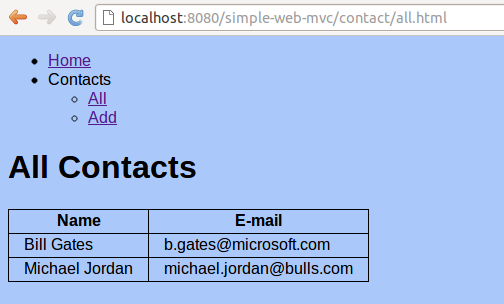 localhost:8080/simple-web-mvc/contact/all.html
Home
Contacts
All
Add
All Contacts
Name E-mail
Bill Gates b.gates@microsoft.com
Michael Jordan michael.jordan@bulls.com